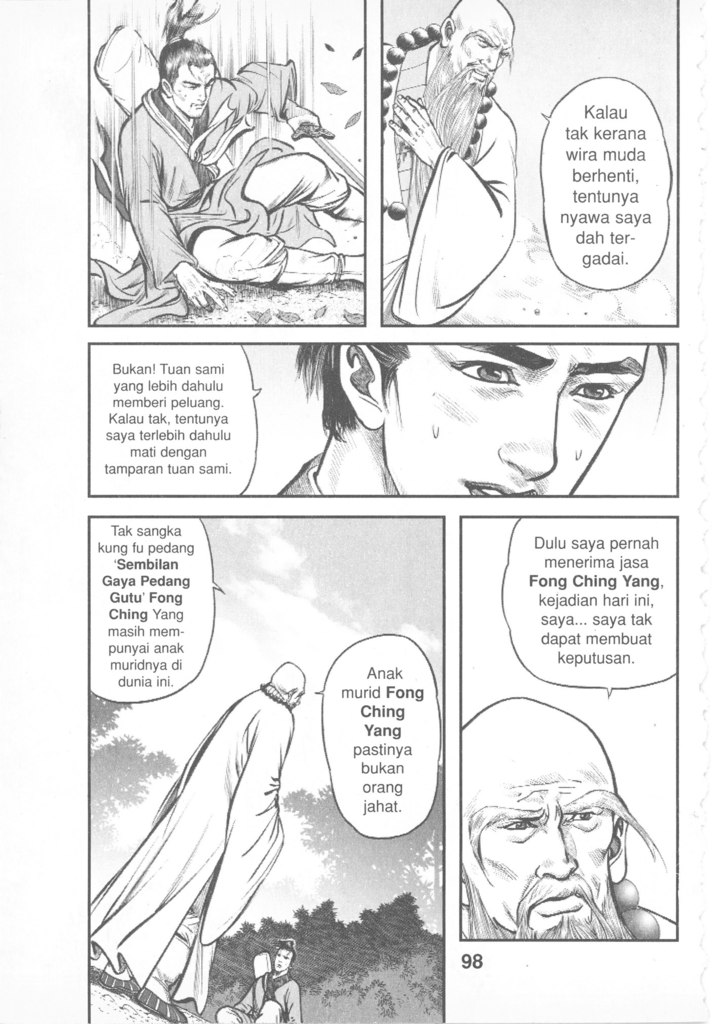 Kalau
tak kerana
wira muda
berhenti,
tentunya
nyawa saya
dah ter-
gadai.
Bukan! Tuan sami
yang lebih dahulu
memberi peluang.
Kalau tak, tentunya
saya terlebih dahulu
mati dengan
tamparan tuan sami.
Tak sangka
kung fu pedang
'Sembilan
Gaya Pedang
Gutu' Fong
Ching Yang
masih mem-
punyai anak
muridnya di
dunia ini.
Anak
murid Fong
Ching
Yang
pastinya
bukan
orang
jahat.
Dulu saya pernah
menerima jasa
Fong Ching Yang,
kejadian hari ini,
saya... saya tak
dapat membuat
keputusan.
98